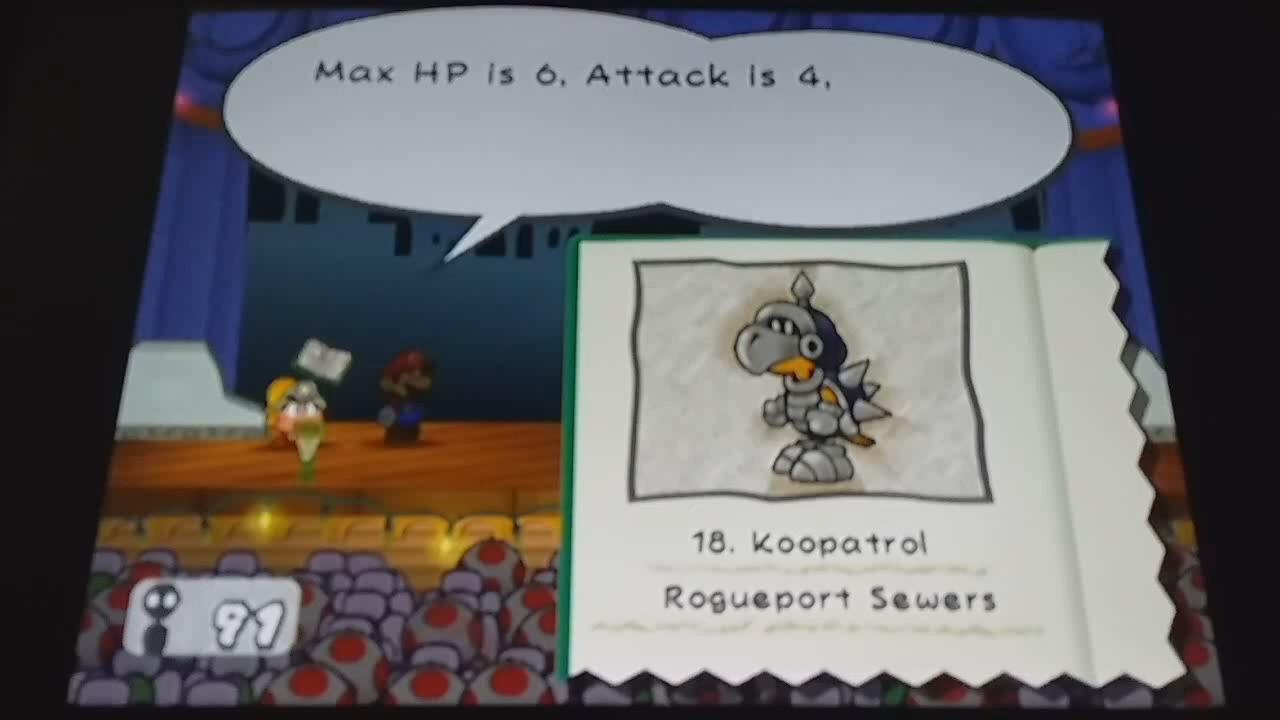 Max HP is 6, Attack is 4,
18. Koopatrol
Rogueport Sewers
91